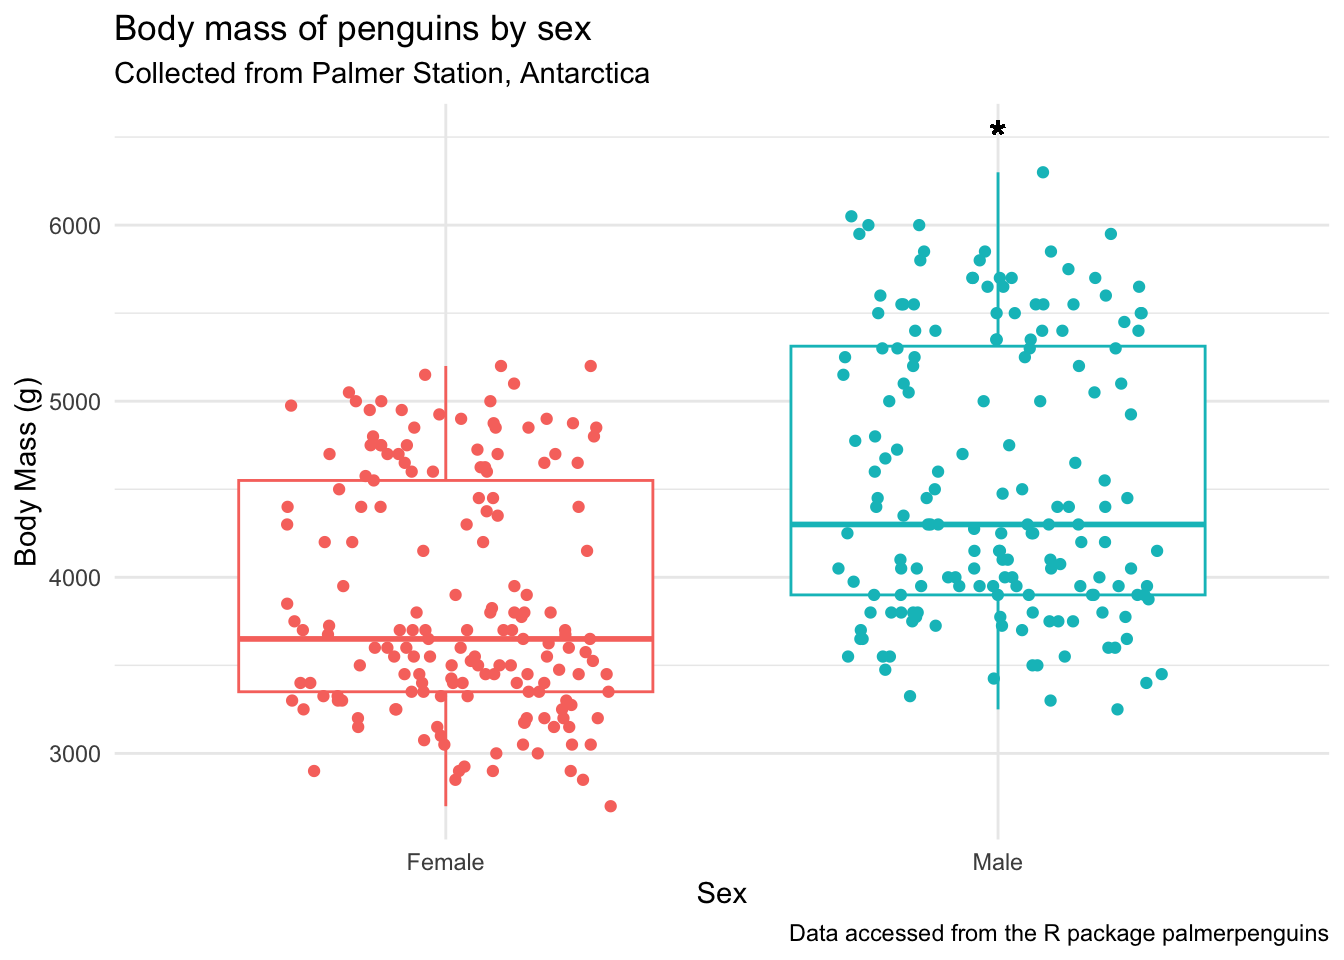 Body mass of penguins by sex
Collected from Palmer Station, Antarctica
*
6000
5000
4000
3000
Body Mass (g)
Female
Male
Sex
Data accessed from the R package palmerpenguins